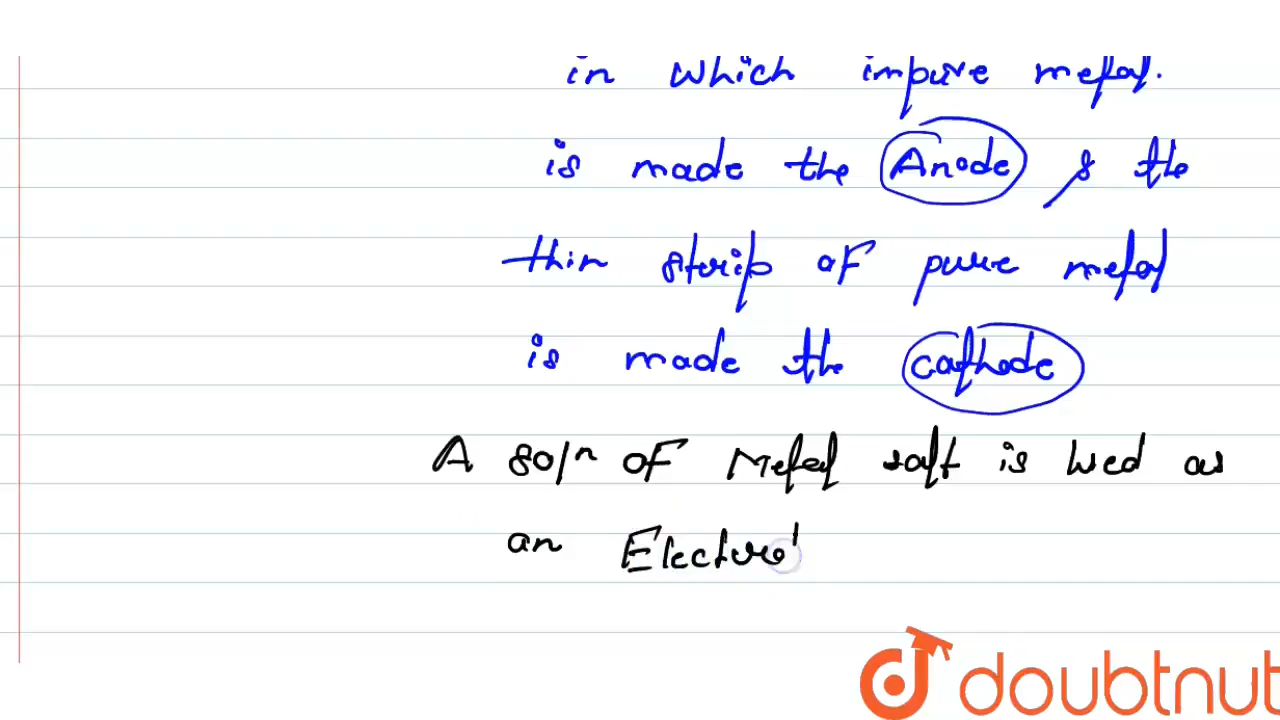 in which impure metal.
is made the Anode & the
thin strip of pure metal
is made the cathode
A sol^n of Metal salt is used as
an Electrol
doubtnut